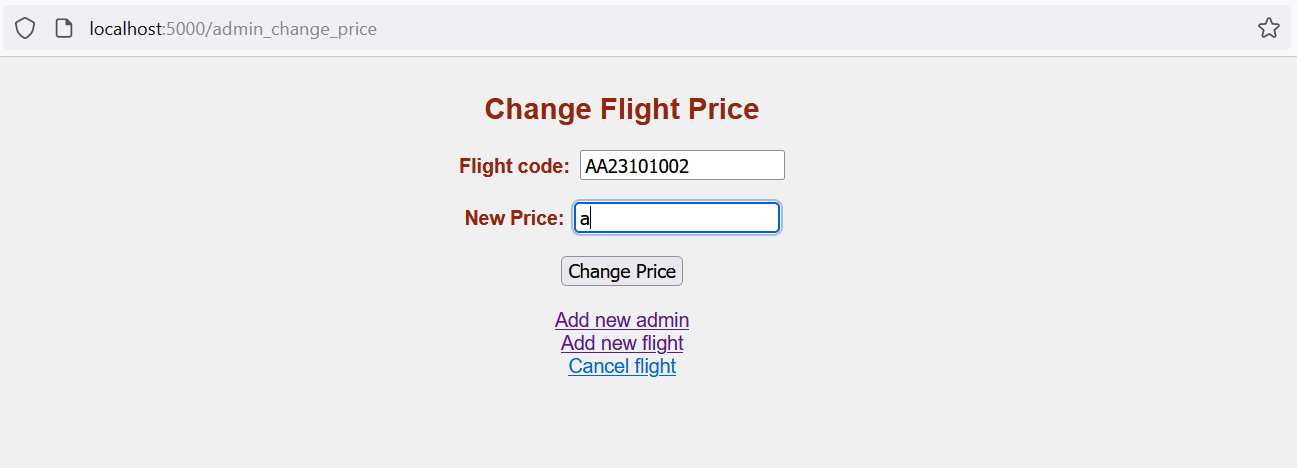 localhost:5000/admin_change_price
Change Flight Price
Flight code: AA23101002
New Price: a
Change Price
Add new admin
Add new flight
Cancel flight